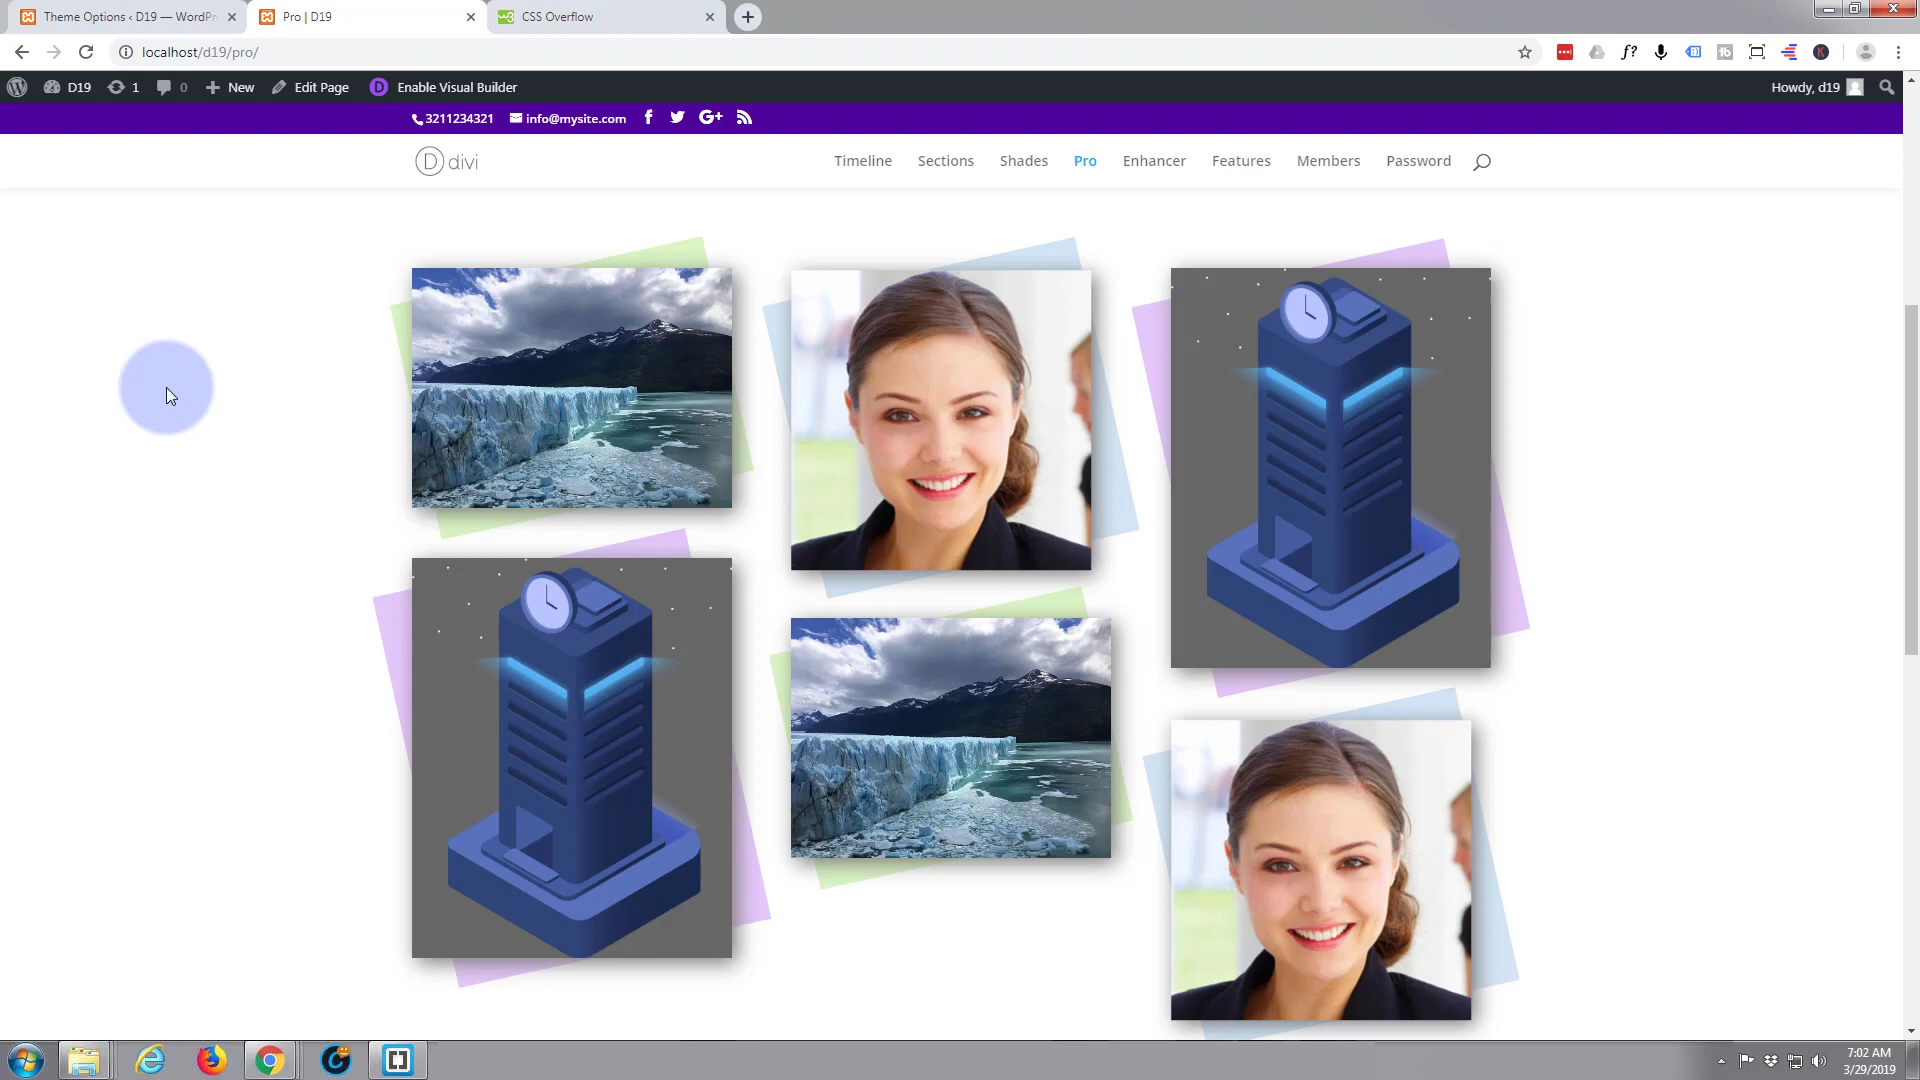 Theme Options ‹ D19 — WordPr
Pro | D19
CSS Overflow
localhost/d19/pro/
D19
1
0
New
Edit Page
Enable Visual Builder
Howdy, d19
3211234321
info@mysite.com
divi
Timeline
Sections
Shades
Pro
Enhancer
Features
Members
Password
7:02 AM
3/29/2019